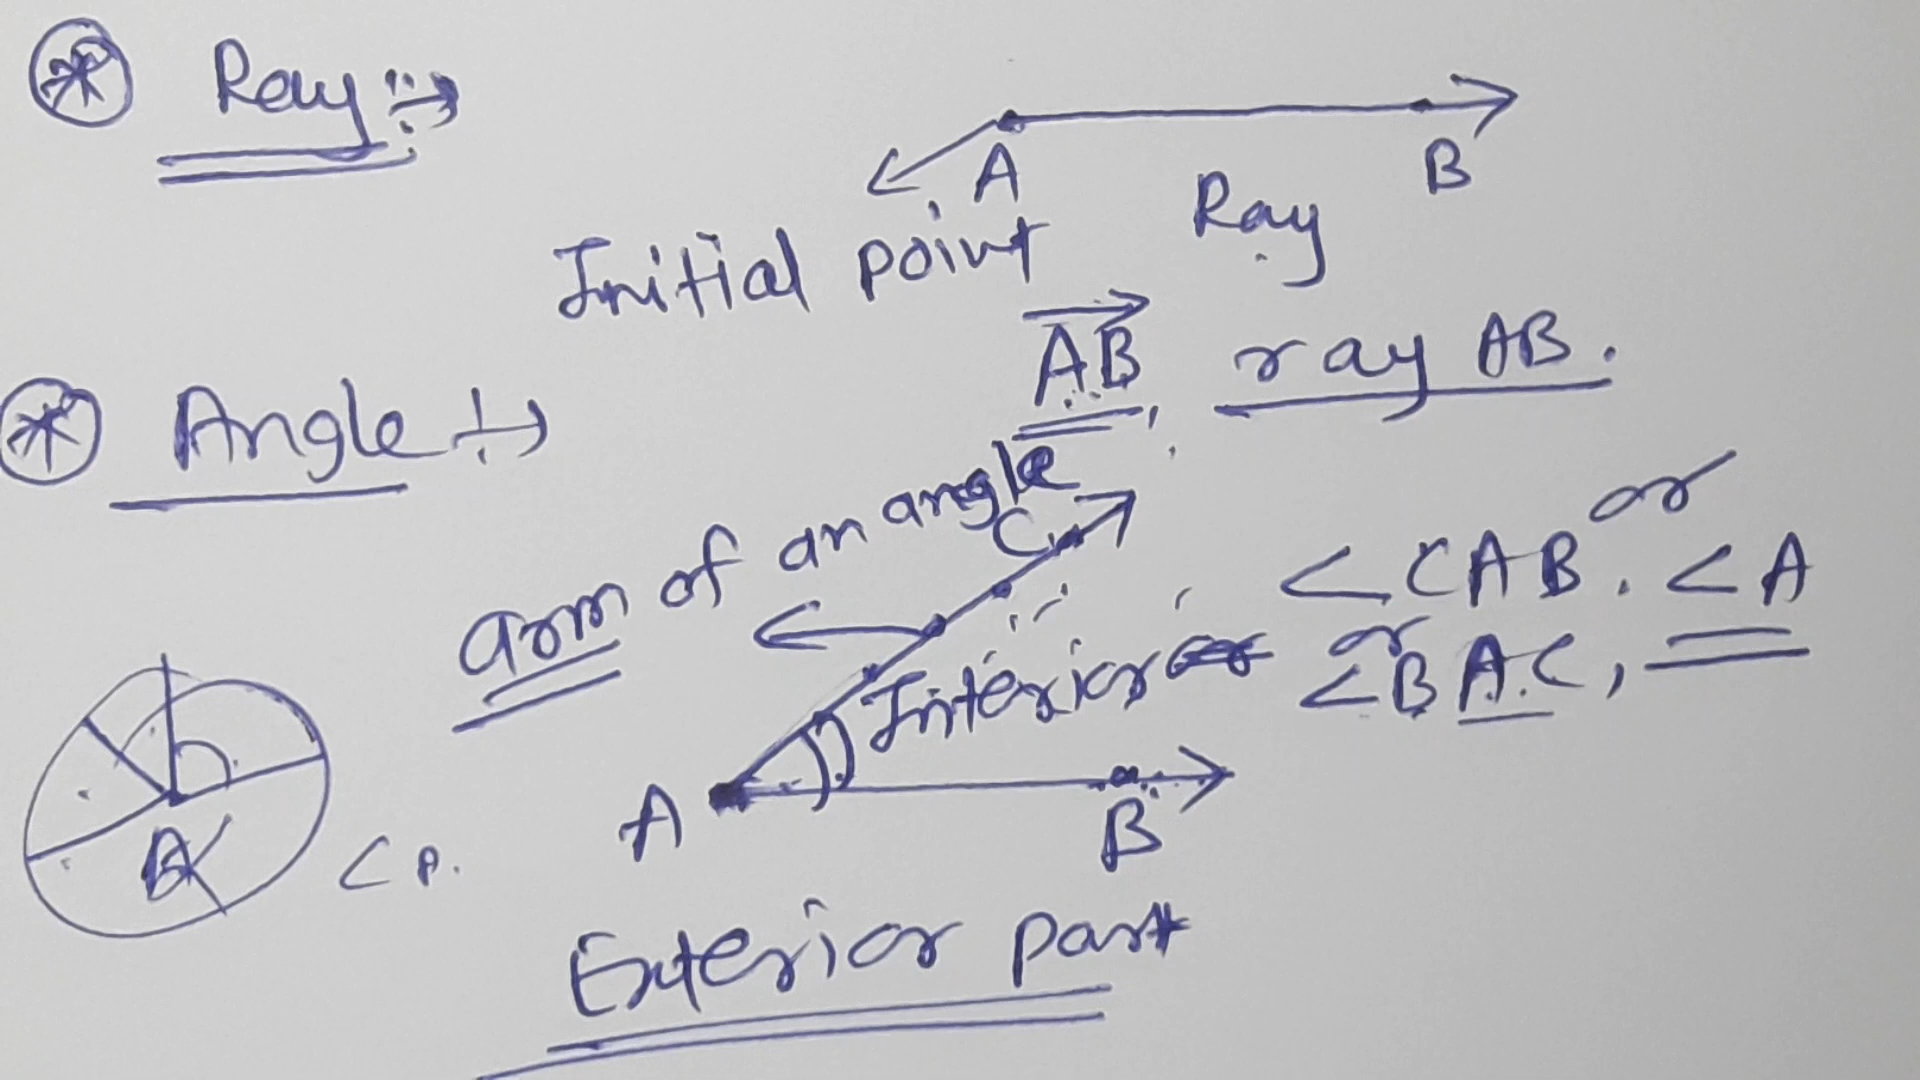 Ray :→
A
B
Initial point
Ray
AB, ray AB.
Angle :→
arm of an angle
C
<CAB. or <A
or
Interior
<BAC,
A
B
A
<A.
Exterior part